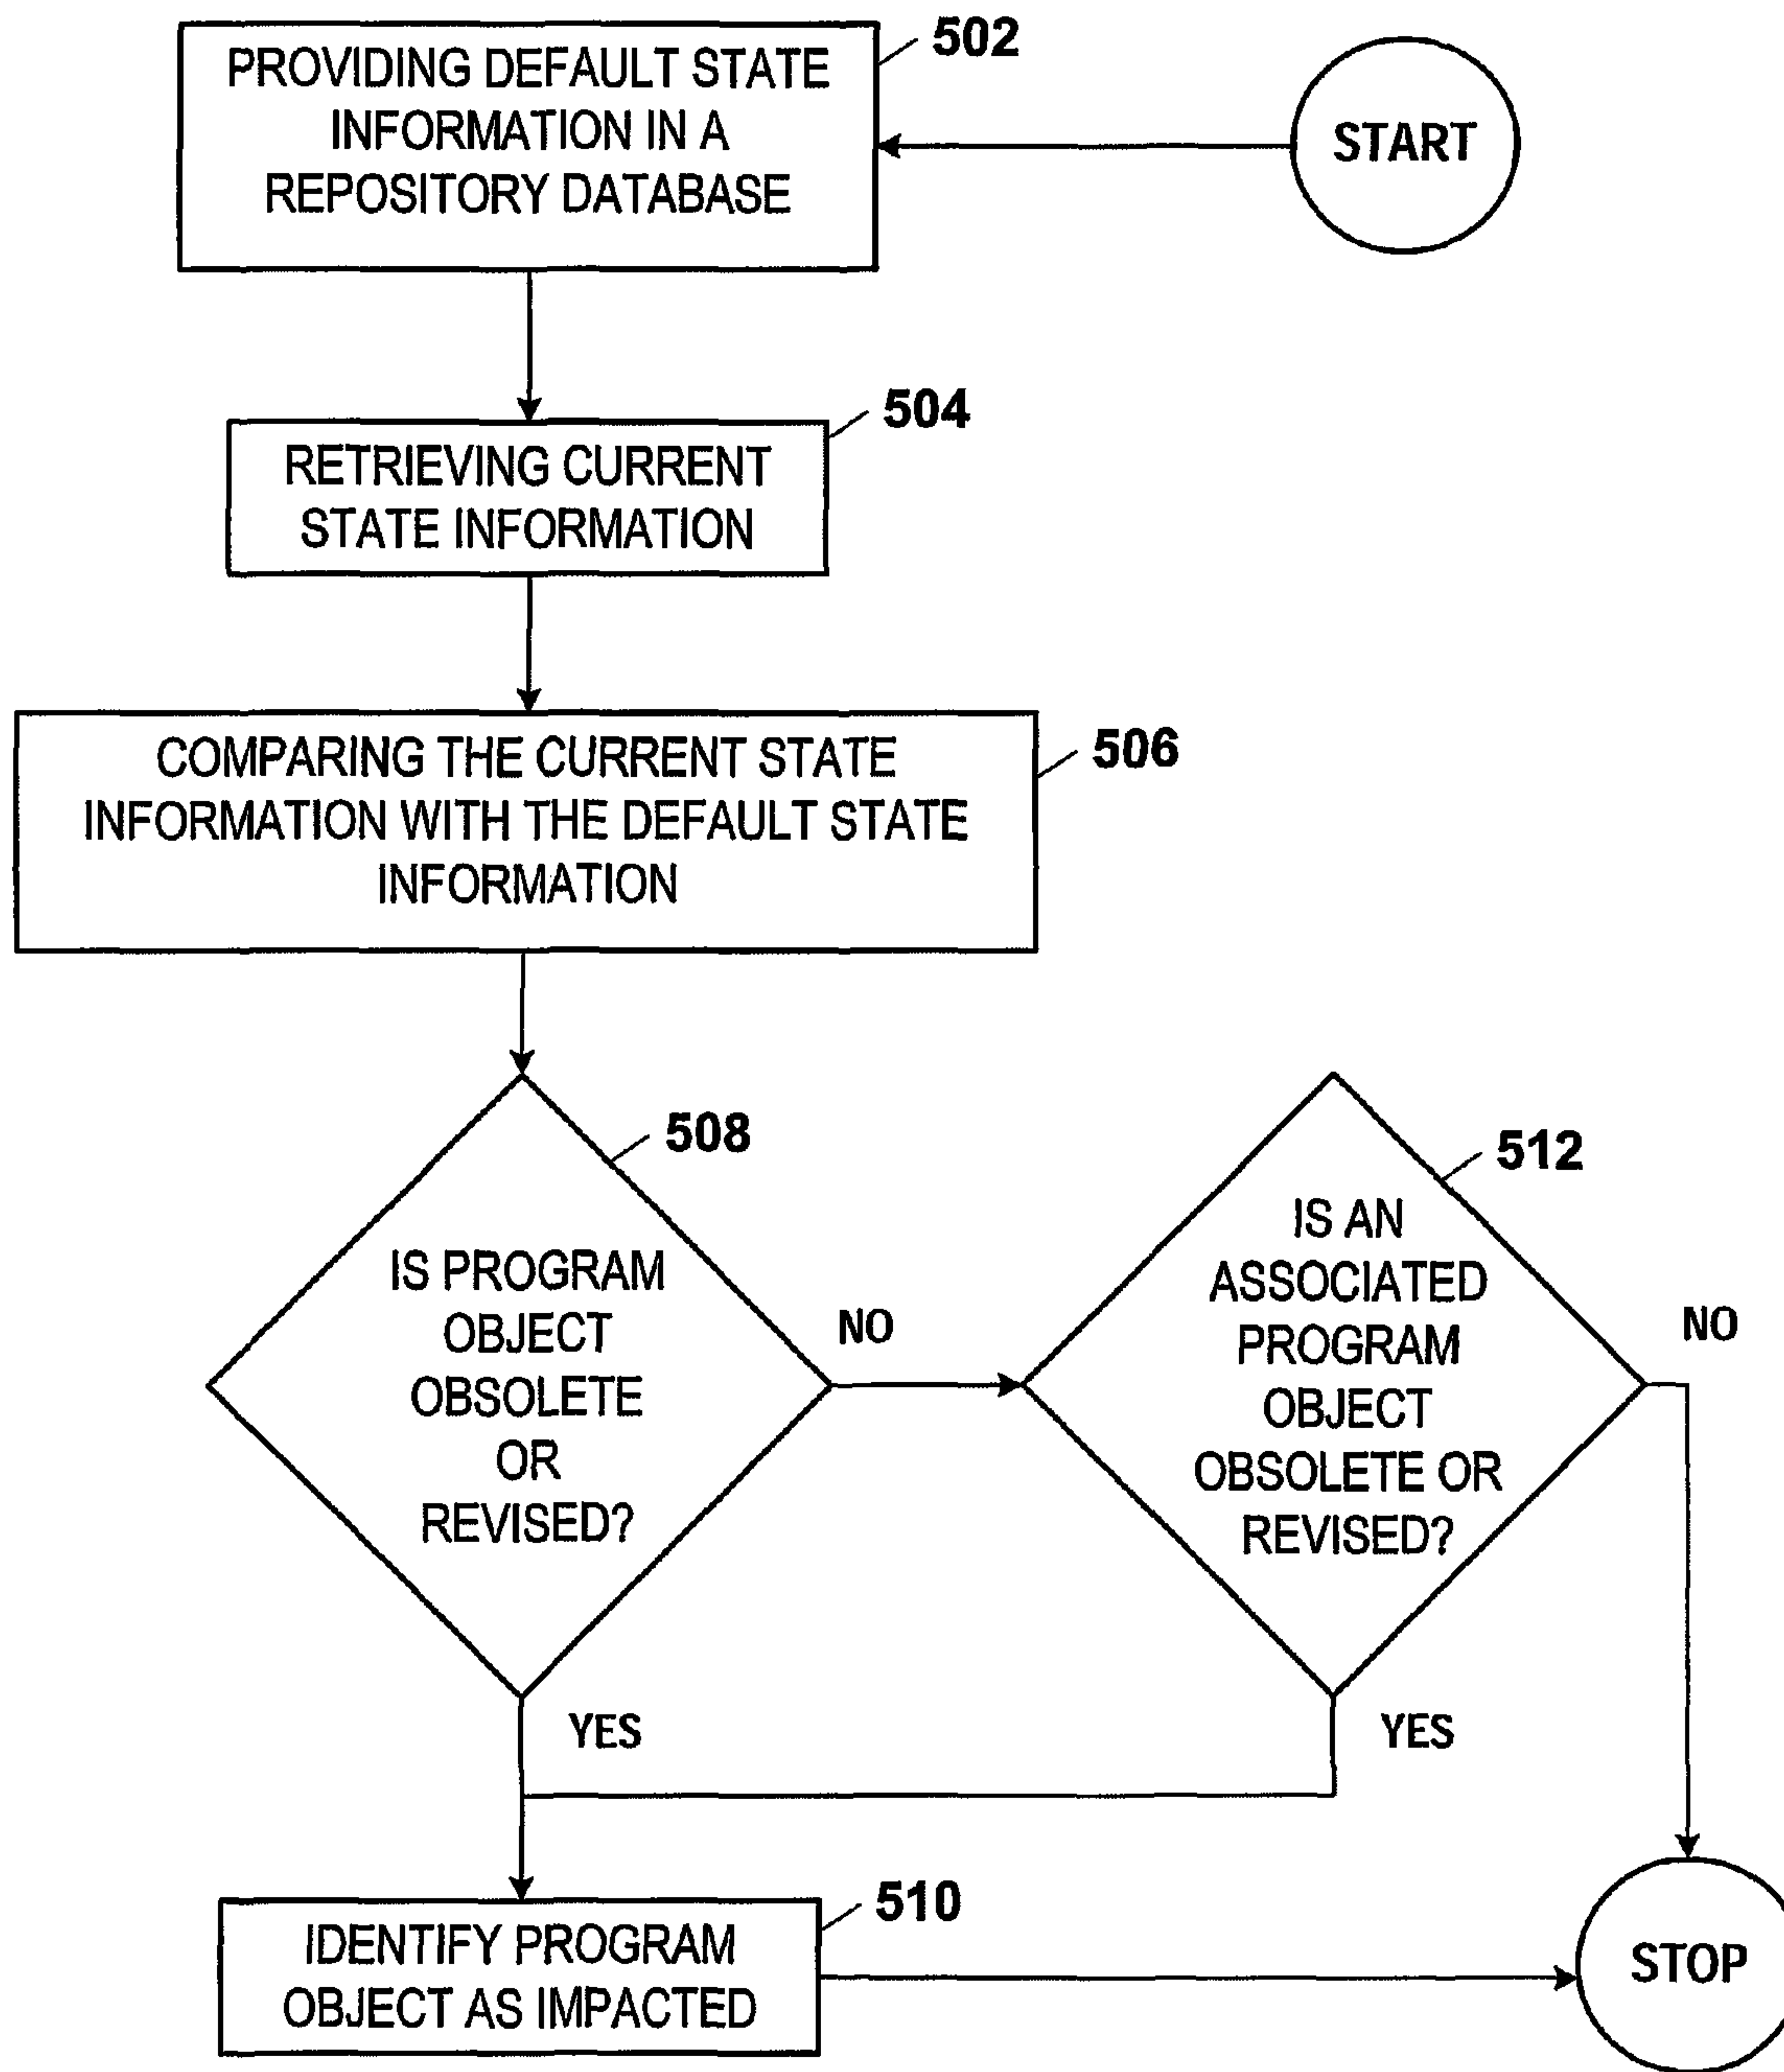 502
PROVIDING DEFAULT STATE
INFORMATION IN A
REPOSITORY DATABASE
START
504
RETRIEVING CURRENT
STATE INFORMATION
506
COMPARING THE CURRENT STATE
INFORMATION WITH THE DEFAULT STATE
INFORMATION
508
IS PROGRAM
OBJECT
OBSOLETE
OR
REVISED?
NO
512
IS AN
ASSOCIATED
PROGRAM
OBJECT
OBSOLETE OR
REVISED?
NO
YES
YES
510
IDENTIFY PROGRAM
OBJECT AS IMPACTED
STOP